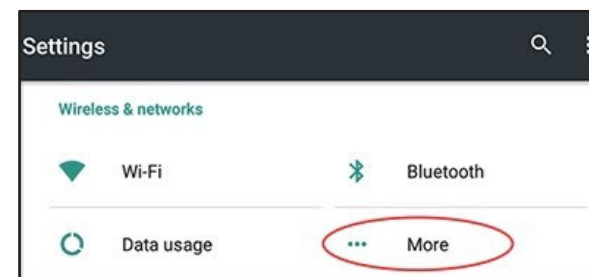 Settings
Wireless & networks
Wi-Fi
Bluetooth
Data usage
More